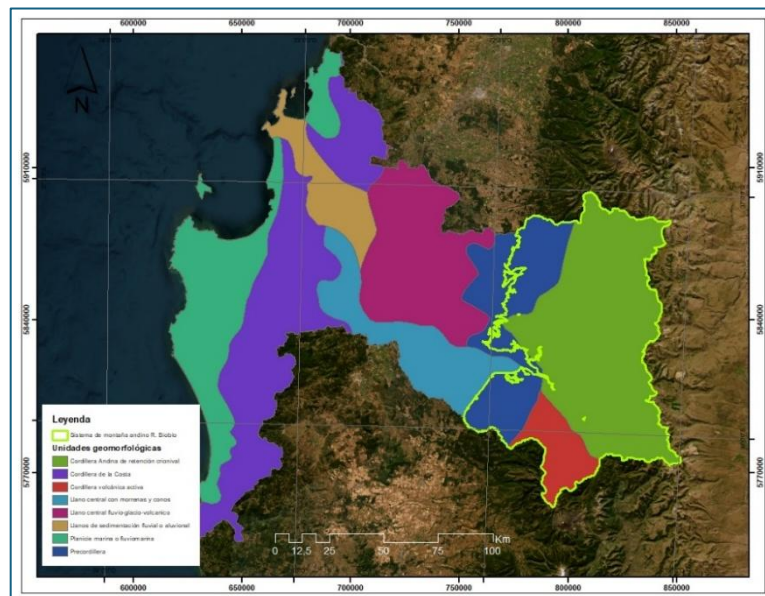 600000 650000 700000 750000 800000 850000
N
5910000 5910000
5840000 5840000
5770000 5770000
Leyenda
Sistema de montaña andino R. Biobío
Unidades geomorfológicas
Cordillera Andina de retención crionival
Cordillera de la Costa
Cordillera volcánica activa
Llano central con morrenas y conos
Llano central fluvio-glacio-volcánico
Llanos de sedimentación fluvial o aluvional
Planicie marina o fluviomarina
Precordillera
Km
0 12,5 25 50 75 100
600000 650000 700000 750000 800000 850000